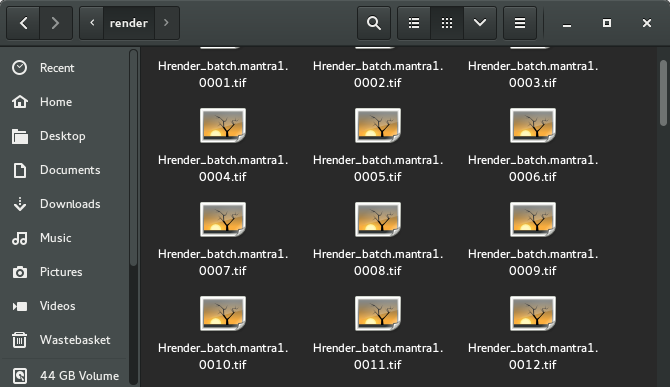 render
Recent
Home
Desktop
Documents
Downloads
Music
Pictures
Videos
Wastebasket
44 GB Volume
Hrender_batch.mantra1.
0001.tif
Hrender_batch.mantra1.
0002.tif
Hrender_batch.mantra1.
0003.tif
Hrender_batch.mantra1.
0004.tif
Hrender_batch.mantra1.
0005.tif
Hrender_batch.mantra1.
0006.tif
Hrender_batch.mantra1.
0007.tif
Hrender_batch.mantra1.
0008.tif
Hrender_batch.mantra1.
0009.tif
Hrender_batch.mantra1.
0010.tif
Hrender_batch.mantra1.
0011.tif
Hrender_batch.mantra1.
0012.tif